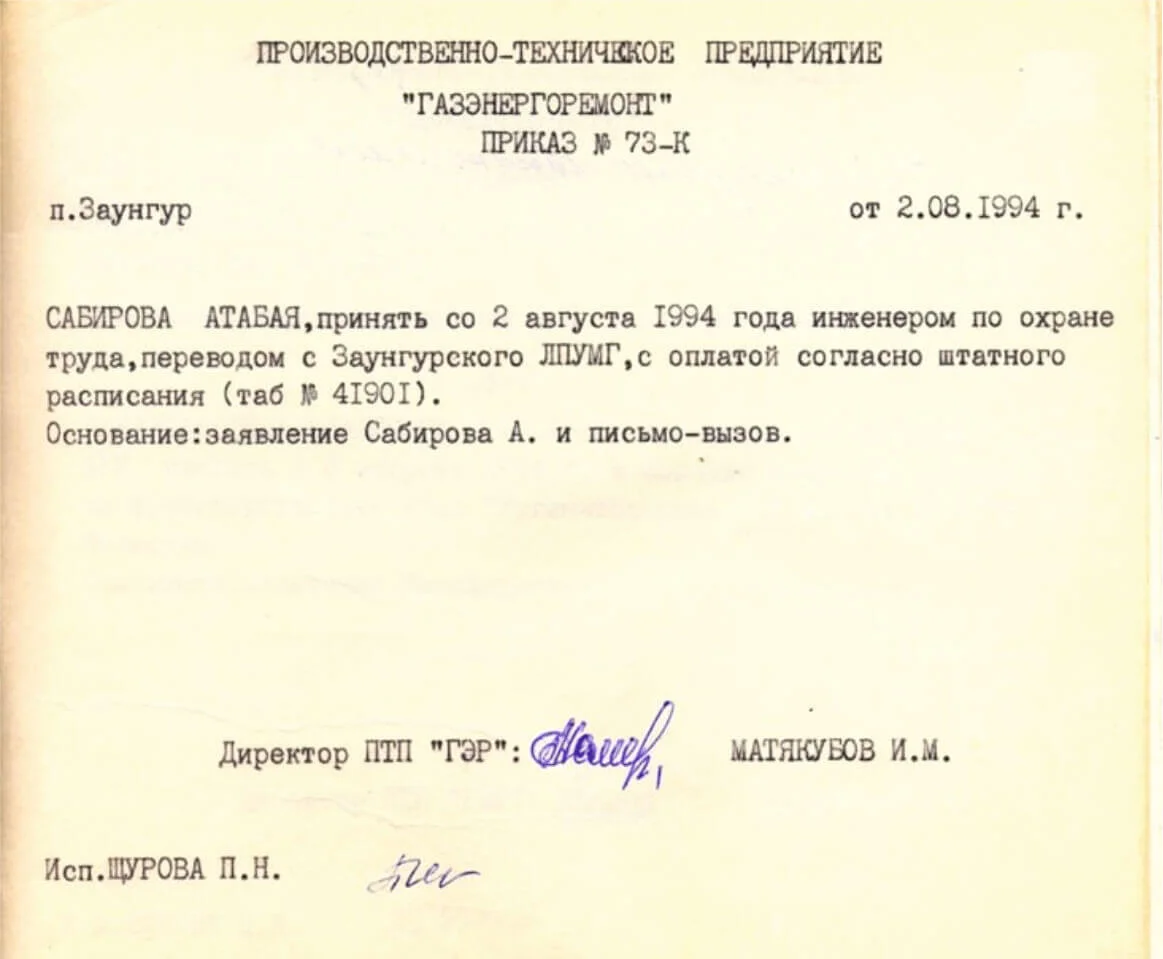 ПРОИЗВОДСТВЕННО-ТЕХНИЧЕСКОЕ ПРЕДПРИЯТИЕ
"ГАЗЭНЕРГОРЕМОНТ"
ПРИКАЗ № 73-К
п.Заунгур от 2.08.1994 г.
САБИРОВА АТАБАЯ,принять со 2 августа 1994 года инженером по охране
труда,переводом с Заунгурского ЛПУМГ,с оплатой согласно штатного
расписания (таб № 41901).
Основание:заявление Сабирова А. и письмо-вызов.
Директор ПТП "ГЭР": МАТЯКУБОВ И.М.
Исп.ЩУРОВА П.Н.